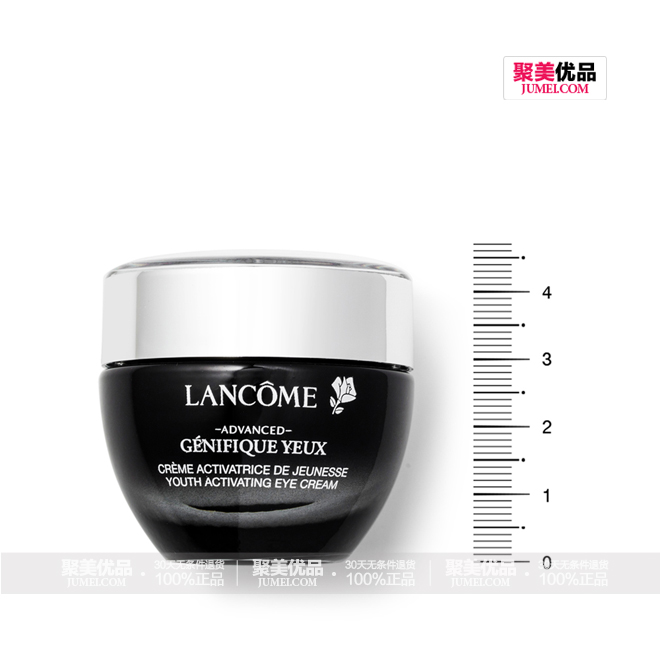 聚美优品
JUMEI.COM
4
LANCÔME
3
–ADVANCED–
GÉNIFIQUE YEUX
2
CRÈME ACTIVATRICE DE JEUNESSE
YOUTH ACTIVATING EYE CREAM
1
0
聚美优品 · 30天无条件退货 聚美优品 · 30天无条件退货 聚美优品 · 30天无条件退货
JUMEI.COM 100%正品 JUMEI.COM 100%正品 JUMEI.COM 100%正品